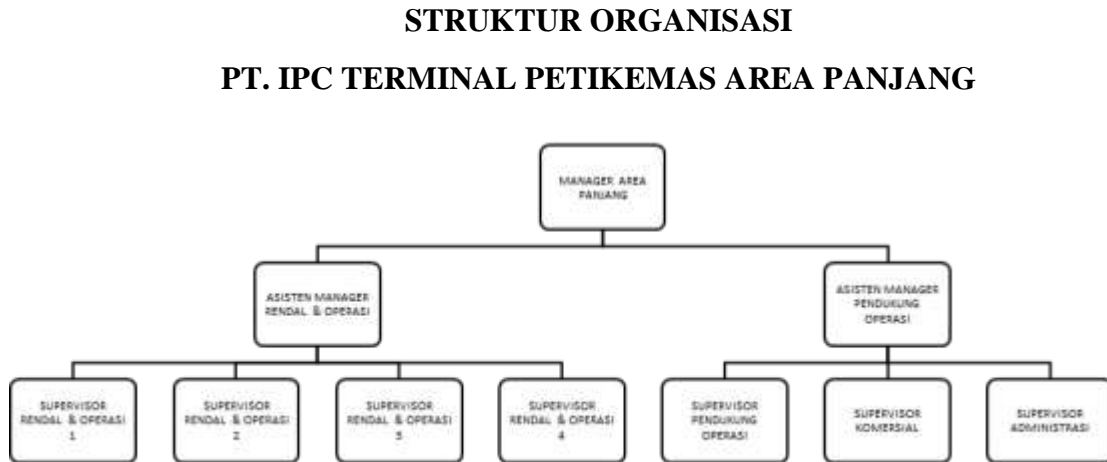 STRUKTUR ORGANISASI
PT. IPC TERMINAL PETIKEMAS AREA PANJANG
MANAGER AREA
PANJANG
ASISTEN MANAGER
RENDAL & OPERASI
ASISTEN MANAGER
PENDUKUNG
OPERASI
SUPERVISOR
RENDAL & OPERASI
1
SUPERVISOR
RENDAL & OPERASI
2
SUPERVISOR
RENDAL & OPERASI
3
SUPERVISOR
RENDAL & OPERASI
4
SUPERVISOR
PENDUKUNG
OPERASI
SUPERVISOR
KOMERSIAL
SUPERVISOR
ADMINISTRASI